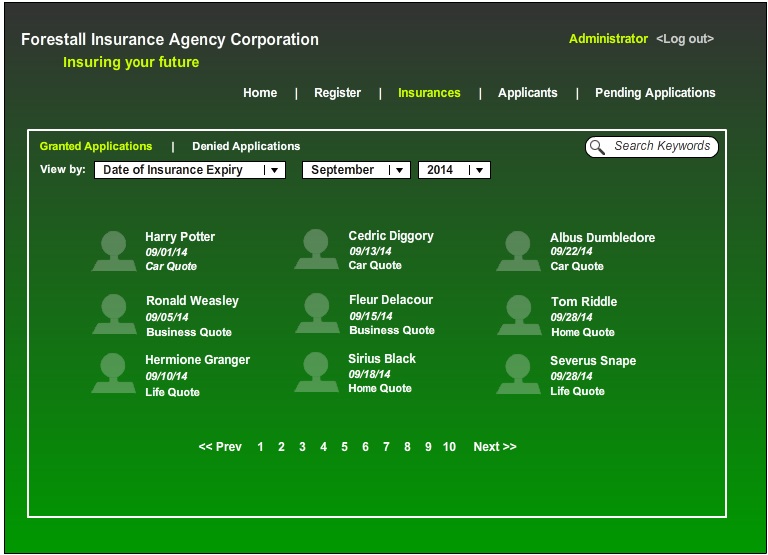 Forestall Insurance Agency Corporation
Administrator <Log out>
Insuring your future
Home | Register | Insurances | Applicants | Pending Applications
Granted Applications | Denied Applications
Search Keywords
View by: Date of Insurance Expiry September 2014
Harry Potter
09/01/14
Car Quote
Cedric Diggory
09/13/14
Car Quote
Albus Dumbledore
09/22/14
Car Quote
Ronald Weasley
09/05/14
Business Quote
Fleur Delacour
09/15/14
Business Quote
Tom Riddle
09/28/14
Home Quote
Hermione Granger
09/10/14
Life Quote
Sirius Black
09/18/14
Home Quote
Severus Snape
09/28/14
Life Quote
<< Prev 1 2 3 4 5 6 7 8 9 10 Next >>